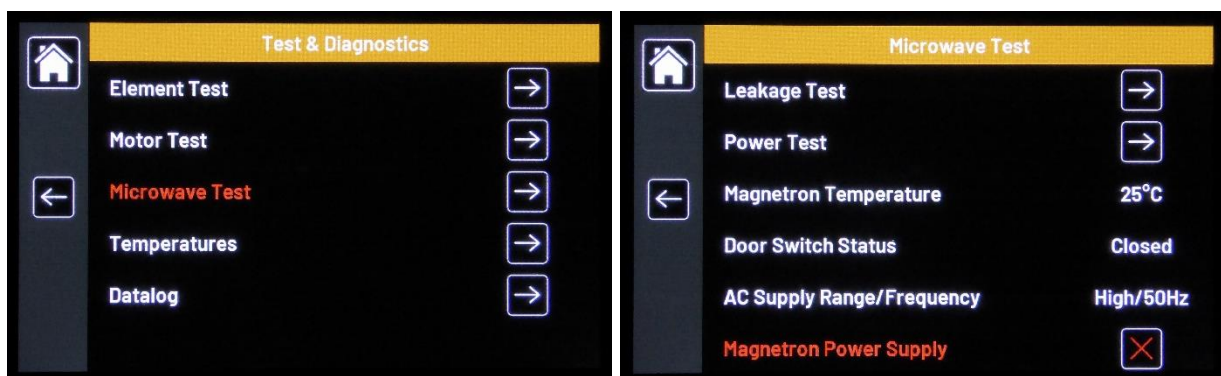 Test & Diagnostics
Element Test
Motor Test
Microwave Test
Temperatures
Datalog
Microwave Test
Leakage Test
Power Test
Magnetron Temperature 25°C
Door Switch Status Closed
AC Supply Range/Frequency High/50Hz
Magnetron Power Supply